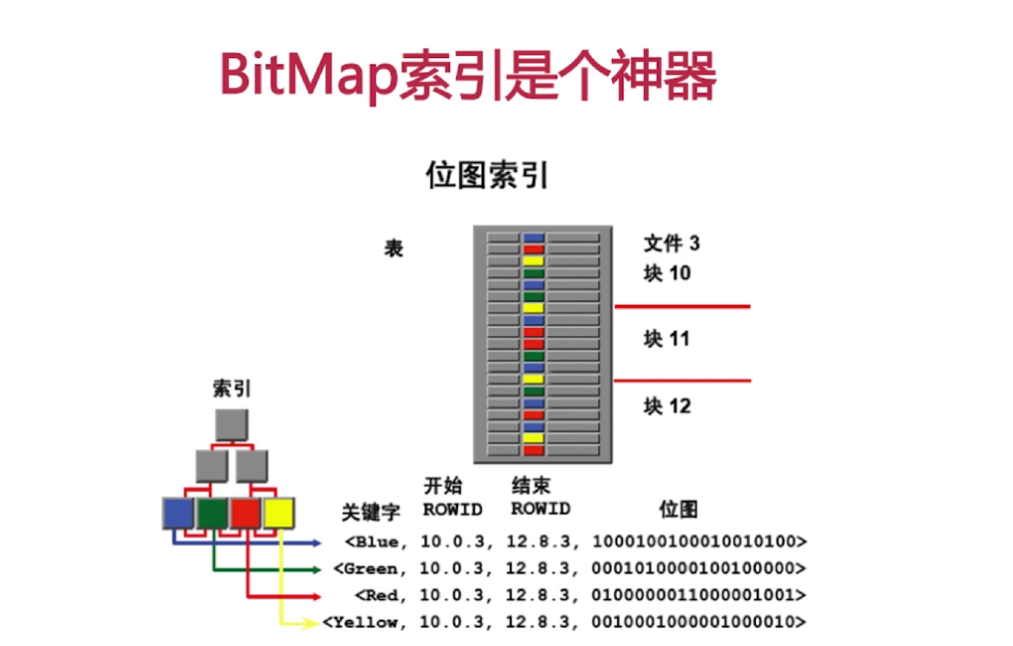 BitMap索引是个神器
位图索引
表
文件 3
块 10
块 11
块 12
索引
关键字
开始
ROWID
结束
ROWID
位图
<Blue, 10.0.3, 12.8.3, 1000100100010010100>
<Green, 10.0.3, 12.8.3, 0001010000100100000>
<Red, 10.0.3, 12.8.3, 0100000011000001001>
<Yellow, 10.0.3, 12.8.3, 0010001000001000010>